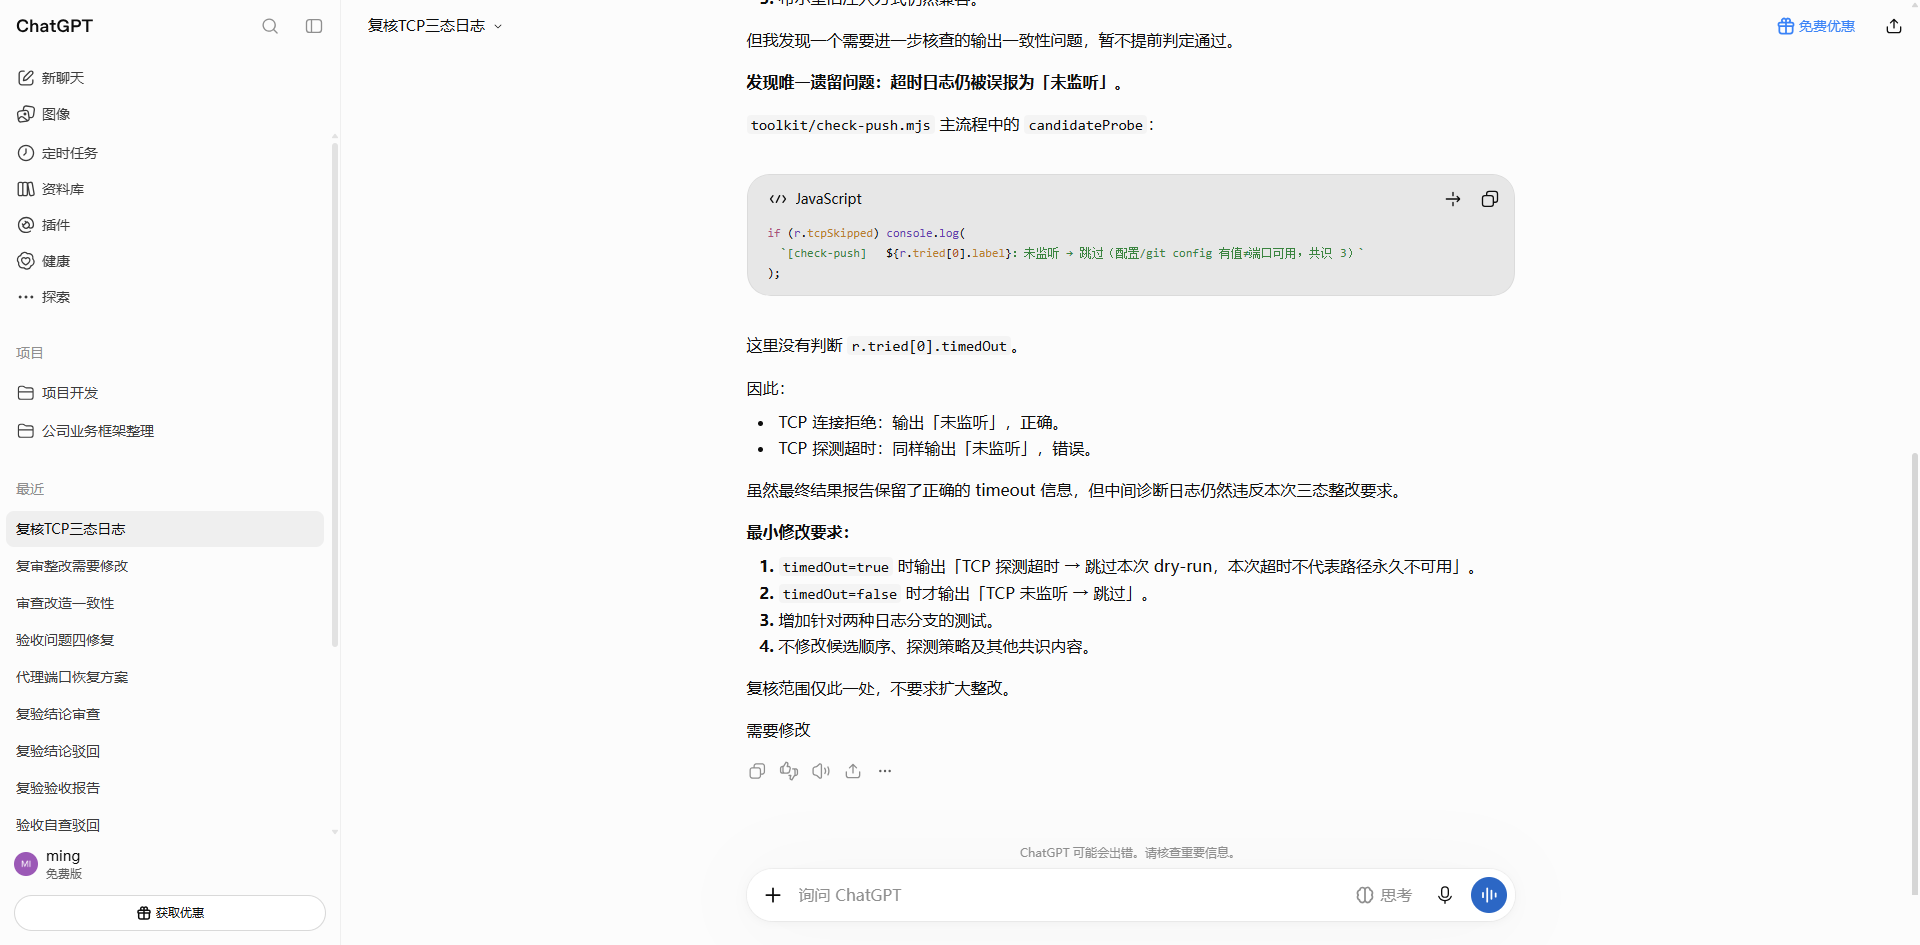 ChatGPT
新聊天
图像
定时任务
资料库
插件
健康
探索
项目
项目开发
公司业务框架整理
最近
复核TCP三态日志
复审整改需要修改
审查改造一致性
验收问题四修复
代理端口恢复方案
复验结论审查
复验结论驳回
复验验收报告
验收自查驳回
MI
ming
免费版
获取优惠
复核TCP三态日志
免费优惠
但我发现一个需要进一步核查的输出一致性问题，暂不提前判定通过。
发现唯一遗留问题：超时日志仍被误报为「未监听」。
toolkit/check-push.mjs 主流程中的 candidateProbe：
JavaScript
if (r.tcpSkipped) console.log(
`[check-push]   ${r.tried[0].label}: 未监听 → 跳过（配置/git config 有值≠端口可用，共识 3）`
);
这里没有判断 r.tried[0].timedOut。
因此：
• TCP 连接拒绝：输出「未监听」，正确。
• TCP 探测超时：同样输出「未监听」，错误。
虽然最终结果报告保留了正确的 timeout 信息，但中间诊断日志仍然违反本次三态整改要求。
最小修改要求：
1. timedOut=true 时输出「TCP 探测超时 → 跳过本次 dry-run，本次超时不代表路径永久不可用」。
2. timedOut=false 时才输出「TCP 未监听 → 跳过」。
3. 增加针对两种日志分支的测试。
4. 不修改候选顺序、探测策略及其他共识内容。
复核范围仅此一处，不要求扩大整改。
需要修改
ChatGPT 可能会出错。请核查重要信息。
询问 ChatGPT
思考